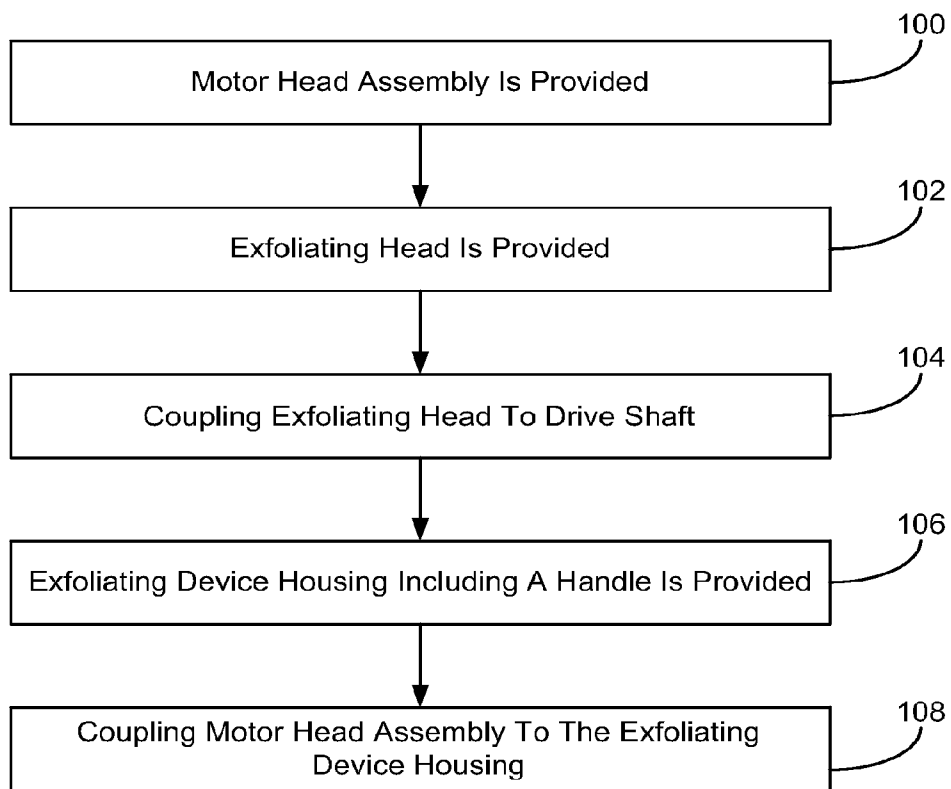 100
Motor Head Assembly Is Provided
102
Exfoliating Head Is Provided
104
Coupling Exfoliating Head To Drive Shaft
106
Exfoliating Device Housing Including A Handle Is Provided
108
Coupling Motor Head Assembly To The Exfoliating
Device Housing